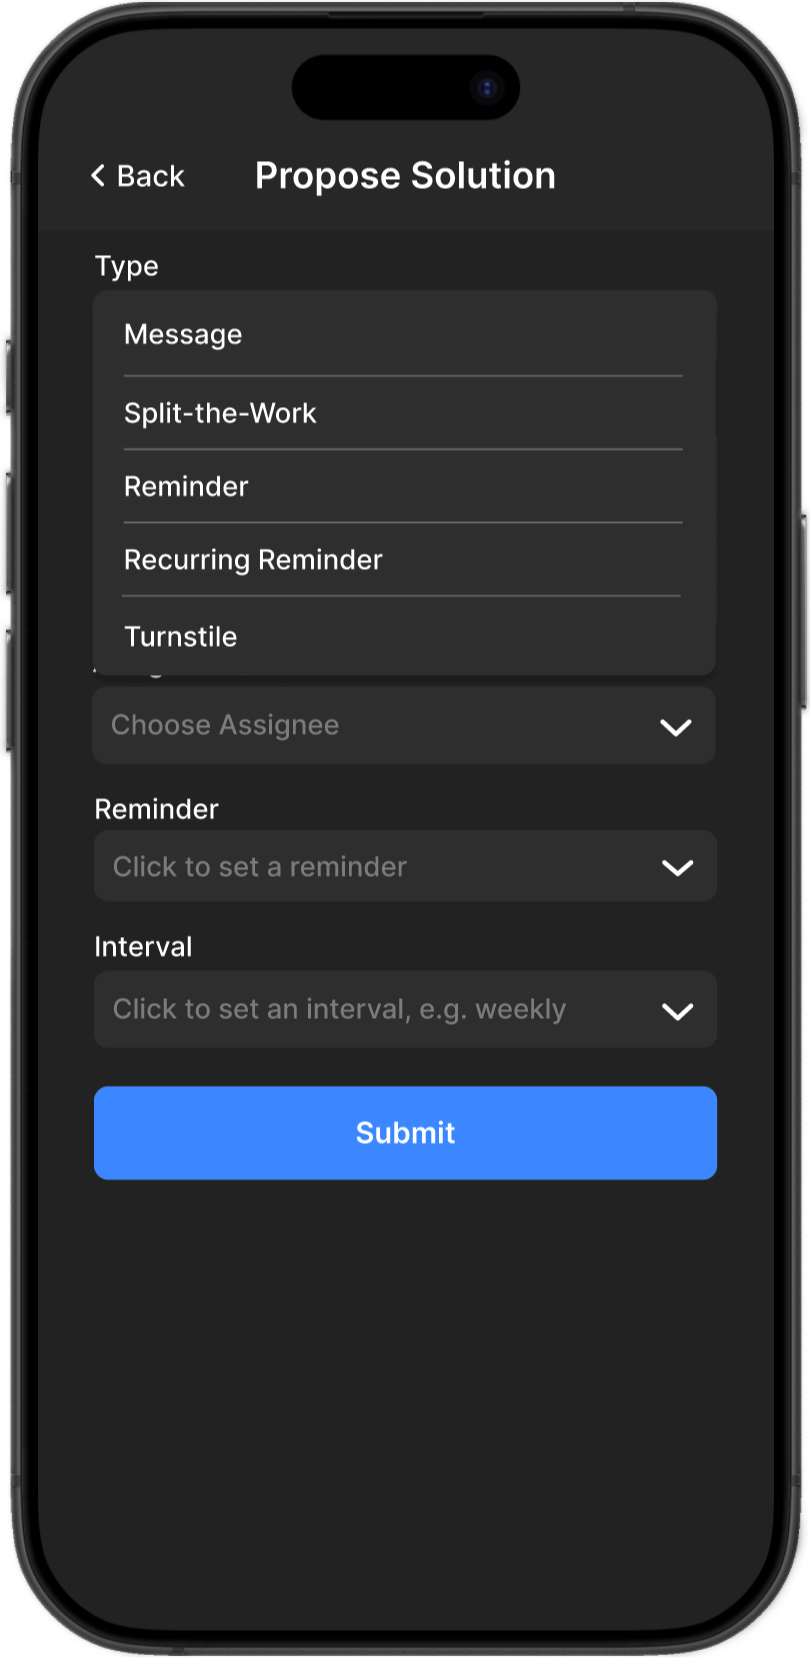 Back
Propose Solution
Type
Message
Split-the-Work
Reminder
Recurring Reminder
Turnstile
Choose Assignee
Reminder
Click to set a reminder
Interval
Click to set an interval, e.g. weekly
Submit